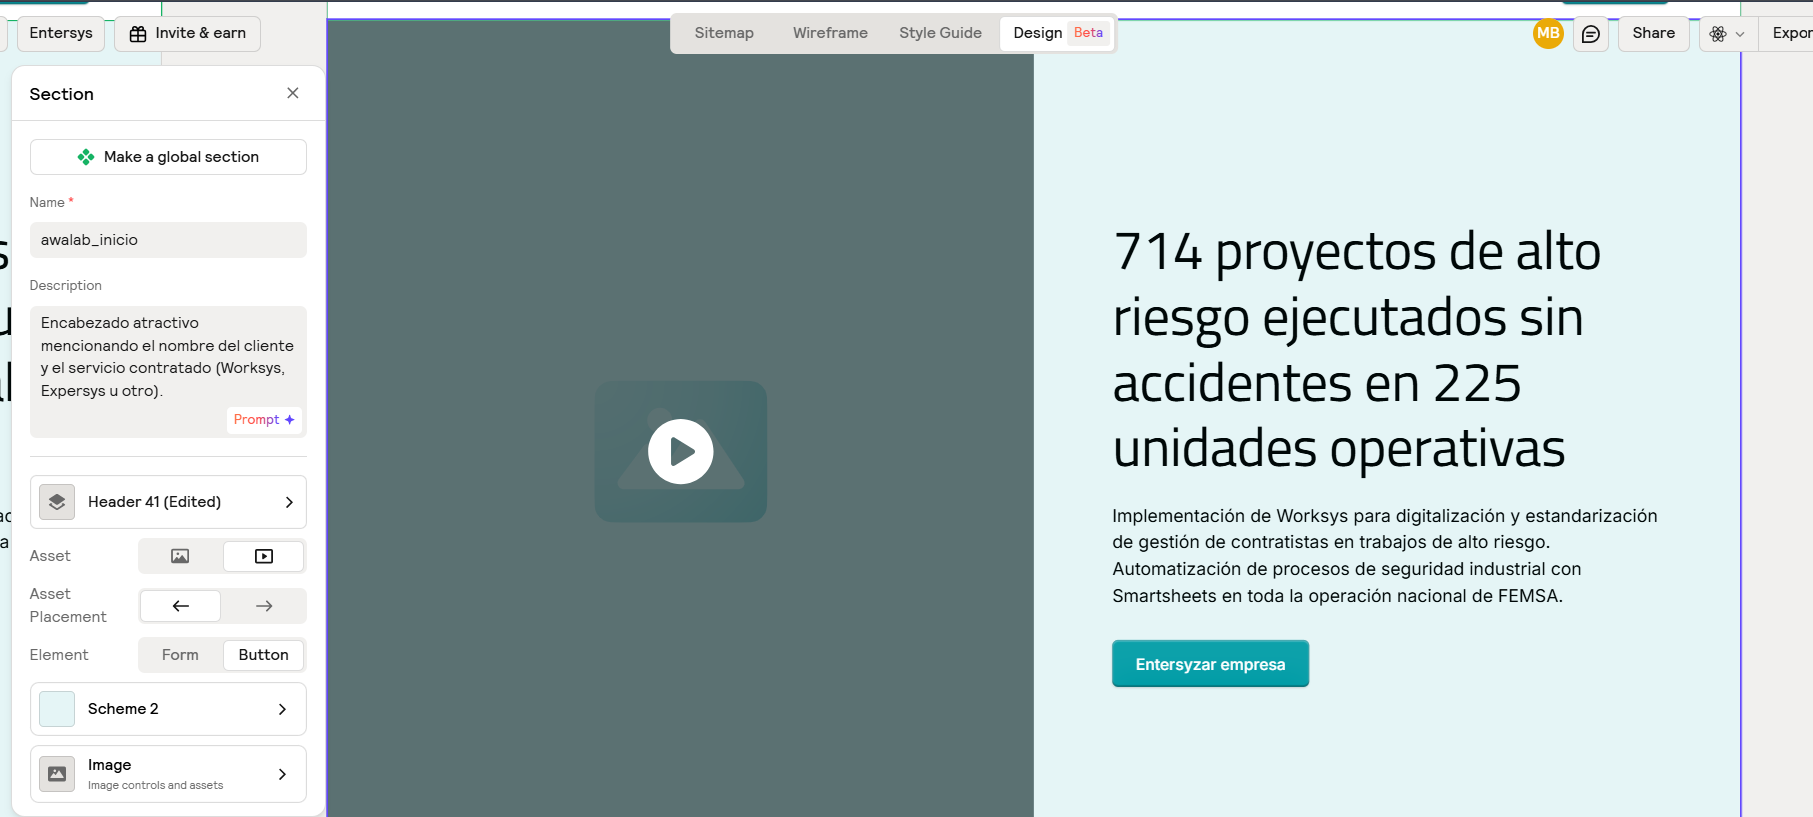 Entersys
Invite & earn
Sitemap
Wireframe
Style Guide
Design Beta
MB
Share
Section
Make a global section
Name *
awalab_inicio
Description
Encabezado atractivo
mencionando el nombre del cliente
y el servicio contratado (Worksys,
Expersys u otro).
Prompt
Header 41 (Edited)
Asset
Asset
Placement
Element
Form
Button
Scheme 2
Image
Image controls and assets
714 proyectos de alto
riesgo ejecutados sin
accidentes en 225
unidades operativas
Implementación de Worksys para digitalización y estandarización
de gestión de contratistas en trabajos de alto riesgo.
Automatización de procesos de seguridad industrial con
Smartsheets en toda la operación nacional de FEMSA.
Entersyzar empresa